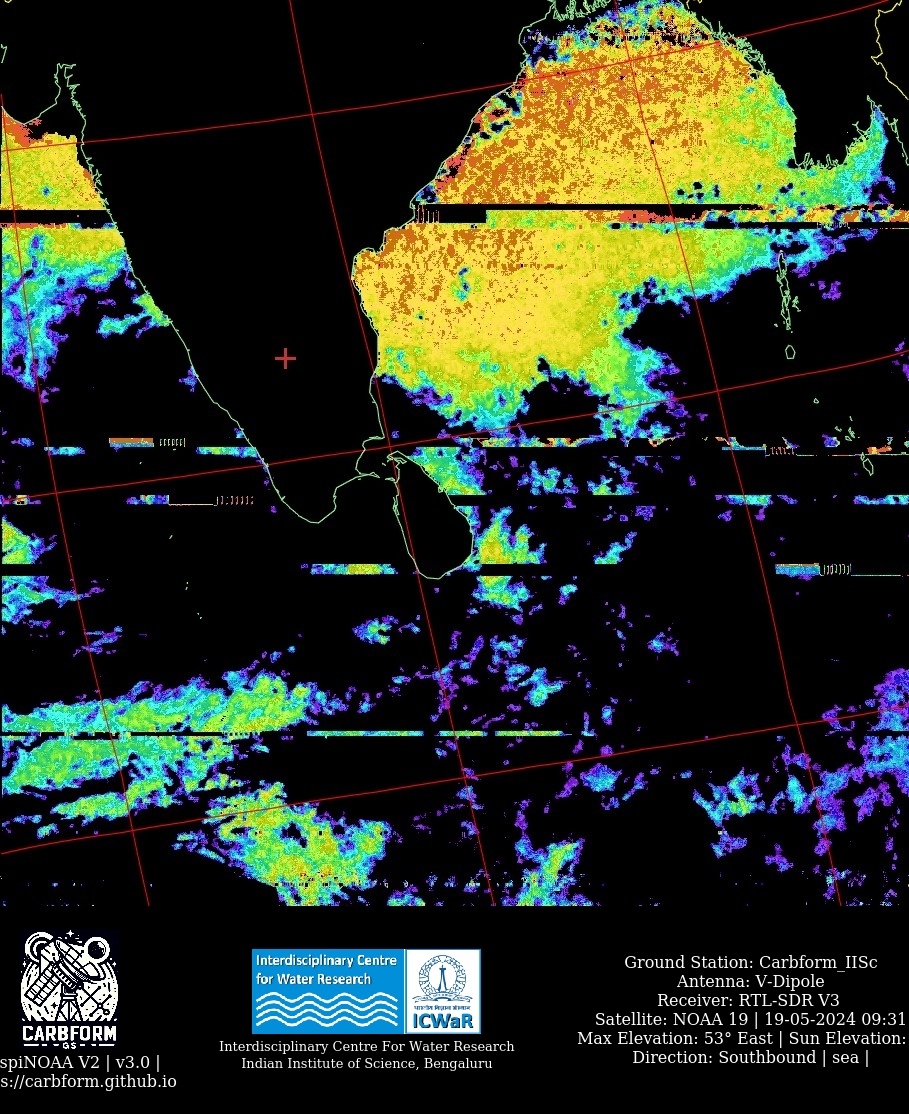 CARBFORM
GS
spiNOAA V2 | v3.0 |
s://carbform.github.io
Interdisciplinary Centre
for Water Research
ICWaR
Interdisciplinary Centre For Water Research
Indian Institute of Science, Bengaluru
Ground Station: Carbform_IISc
Antenna: V-Dipole
Receiver: RTL-SDR V3
Satellite: NOAA 19 | 19-05-2024 09:31
Max Elevation: 53° East | Sun Elevation:
Direction: Southbound | sea |